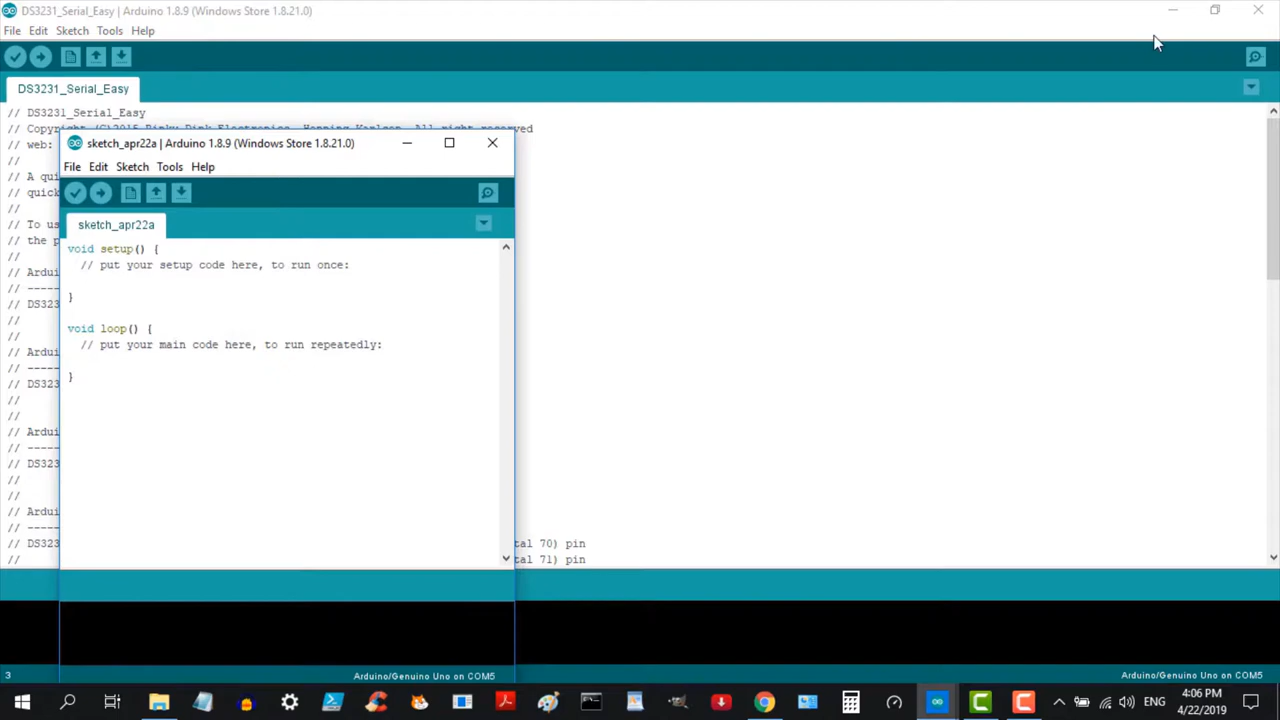 DS3231_Serial_Easy | Arduino 1.8.9 (Windows Store 1.8.21.0)
File Edit Sketch Tools Help
DS3231_Serial_Easy
// DS3231_Serial_Easy
// Copyright (C)2015 Rinky-Dink Electronics, Henning Karlsen. All right reserved
// web:
//
// A qui
// quick
//
// To us
// the p
//
// Ardui
// -----
// DS323
//
//
// Ardui
// -----
// DS323
//
//
// Ardui
// -----
// DS323
//
//
// Ardui
// -----
// DS323 tal 70) pin
// tal 71) pin
sketch_apr22a | Arduino 1.8.9 (Windows Store 1.8.21.0)
File Edit Sketch Tools Help
sketch_apr22a
void setup() {
// put your setup code here, to run once:
}
void loop() {
// put your main code here, to run repeatedly:
}
Arduino/Genuino Uno on COM5
3 Arduino/Genuino Uno on COM5
ENG
4:06 PM
4/22/2019